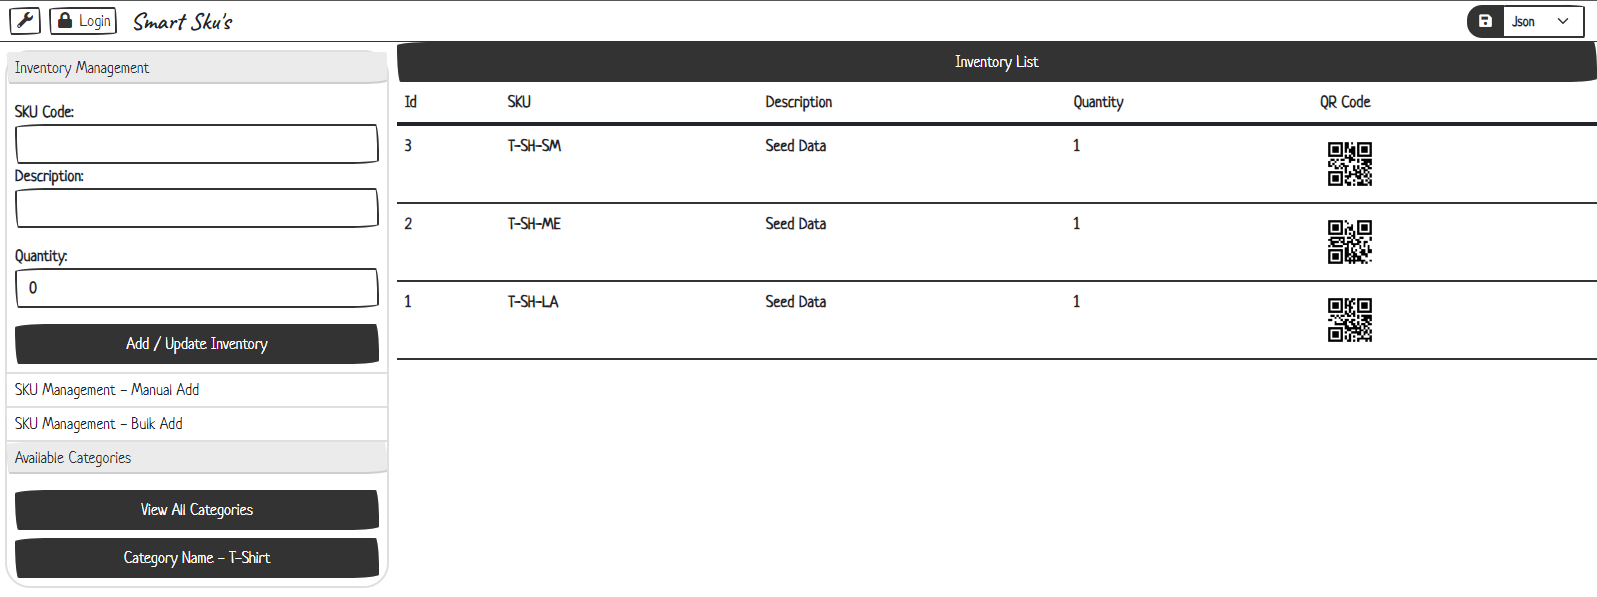 Login
Smart Sku's
Json
Inventory Management
SKU Code:
Description:
Quantity:
0
Add / Update Inventory
SKU Management - Manual Add
SKU Management - Bulk Add
Available Categories
View All Categories
Category Name - T-Shirt
Inventory List
Id SKU Description Quantity QR Code
3 T-SH-SM Seed Data 1
2 T-SH-ME Seed Data 1
1 T-SH-LA Seed Data 1